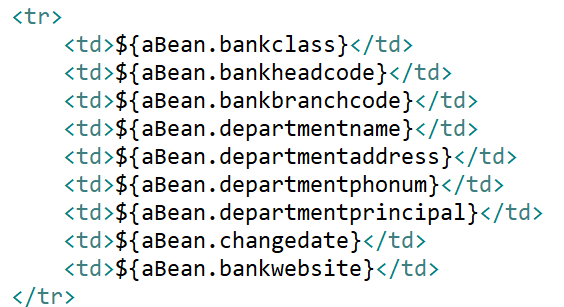 <tr>
    <td>${aBean.bankclass}</td>
    <td>${aBean.bankheadcode}</td>
    <td>${aBean.bankbranchcode}</td>
    <td>${aBean.departmentname}</td>
    <td>${aBean.departmentaddress}</td>
    <td>${aBean.departmentphonum}</td>
    <td>${aBean.departmentprincipal}</td>
    <td>${aBean.changedate}</td>
    <td>${aBean.bankwebsite}</td>
</tr>